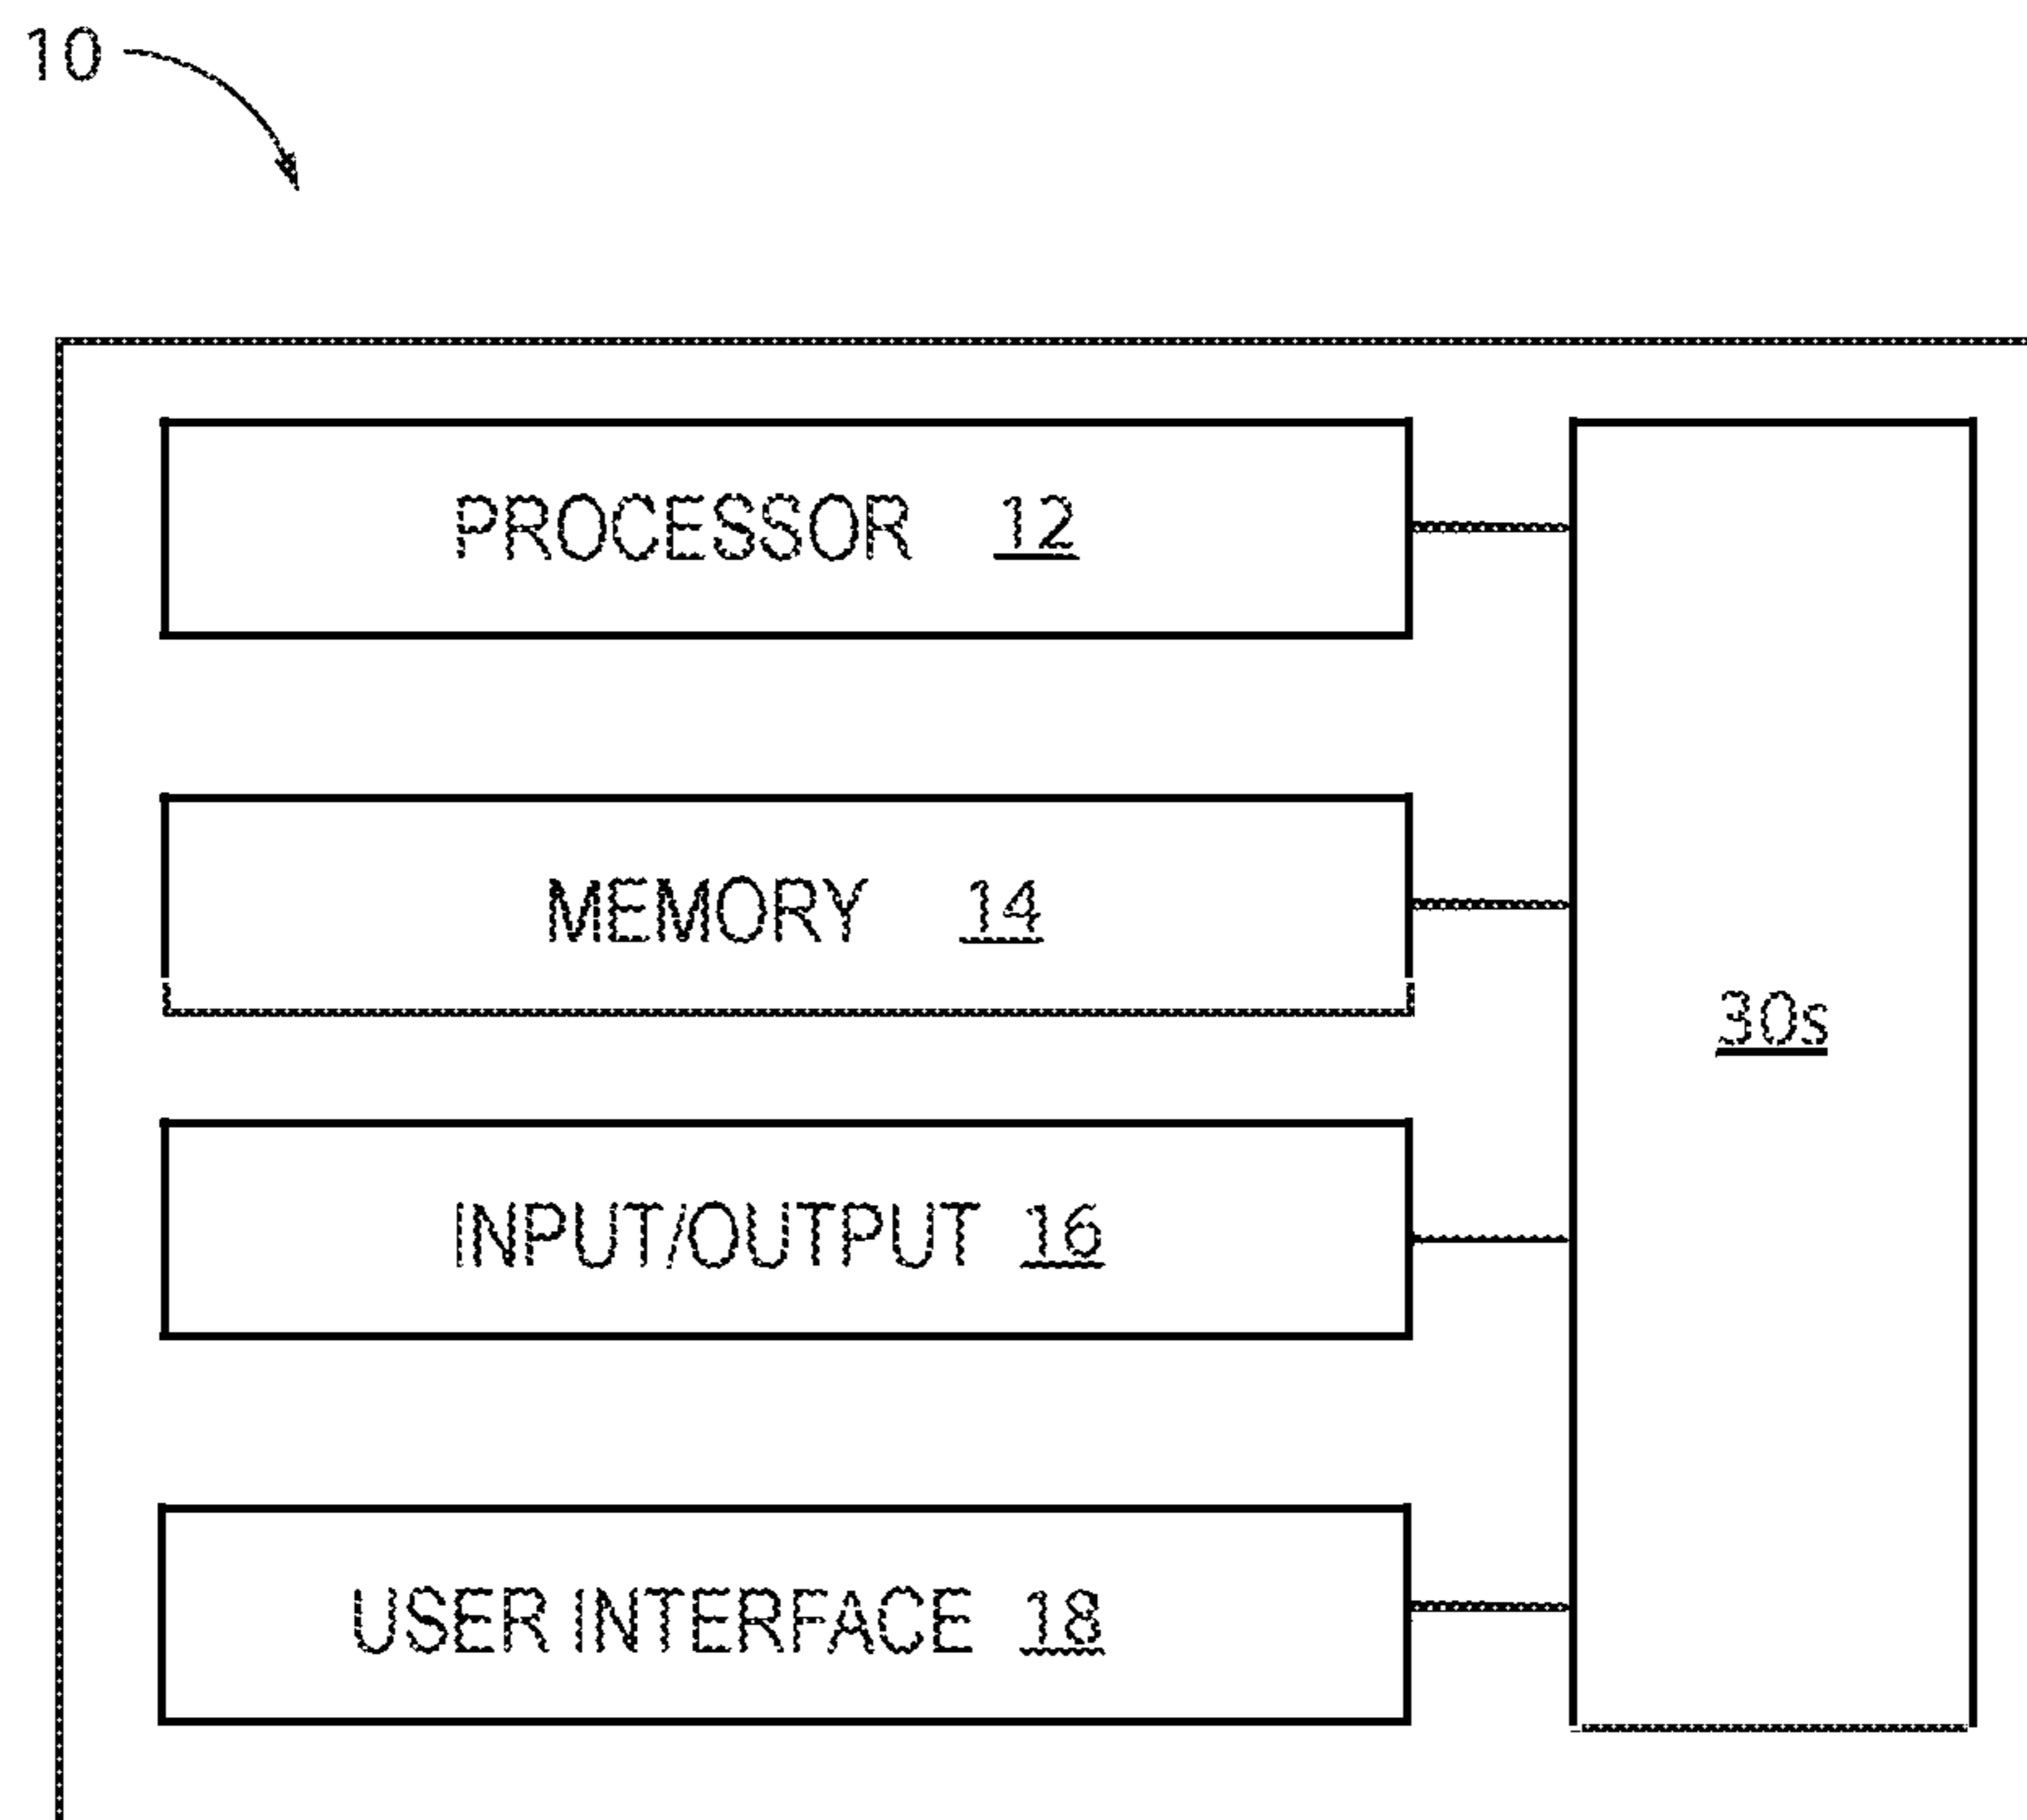 10
PROCESSOR 12
MEMORY 14
30s
INPUT/OUTPUT 16
USER INTERFACE 18